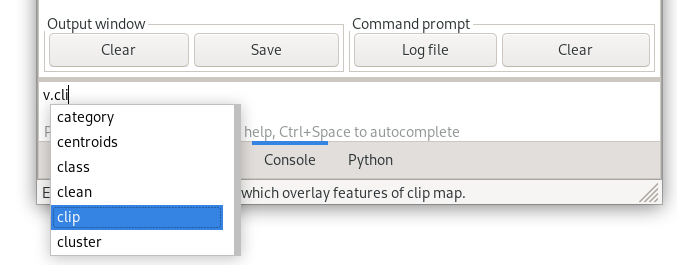 Output window
Command prompt
Clear
Save
Log file
Clear
v.cli
category
centroids
class
clean
clip
cluster
P
help, Ctrl+Space to autocomplete
Console
Python
E
which overlay features of clip map.